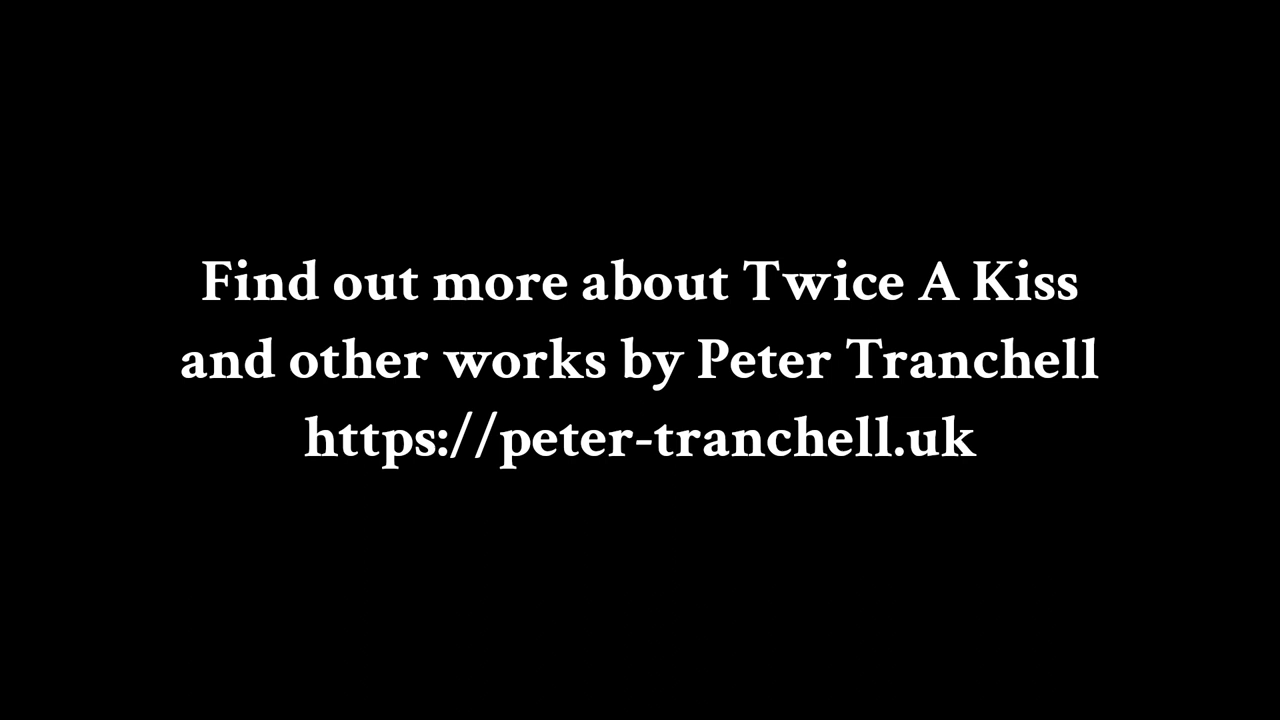 Find out more about Twice A Kiss
and other works by Peter Tranchell
https://peter-tranchell.uk